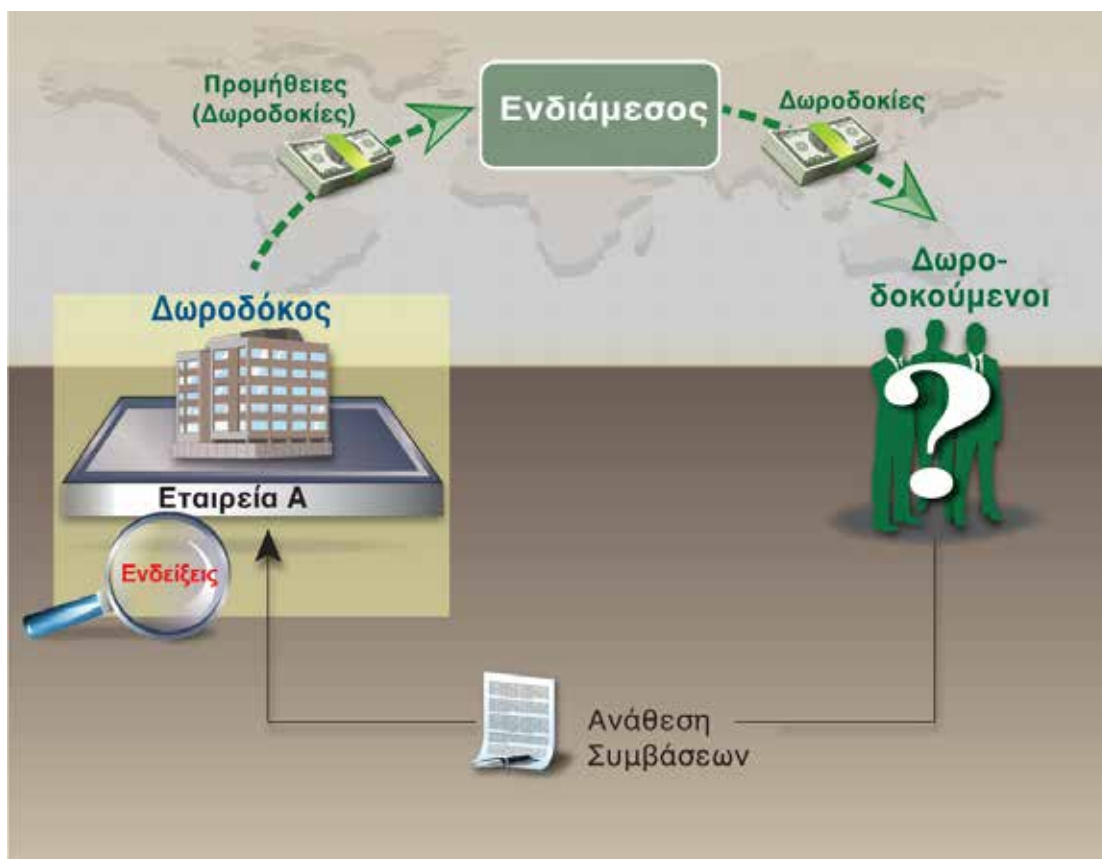 Προμήθειες
(Δωροδοκίες)
Ενδιάμεσος
Δωροδοκίες
Δωροδόκος
Δωρο-
δοκούμενοι
?
Εταιρεία Α
Ενδείξεις
Ανάθεση
Συμβάσεων